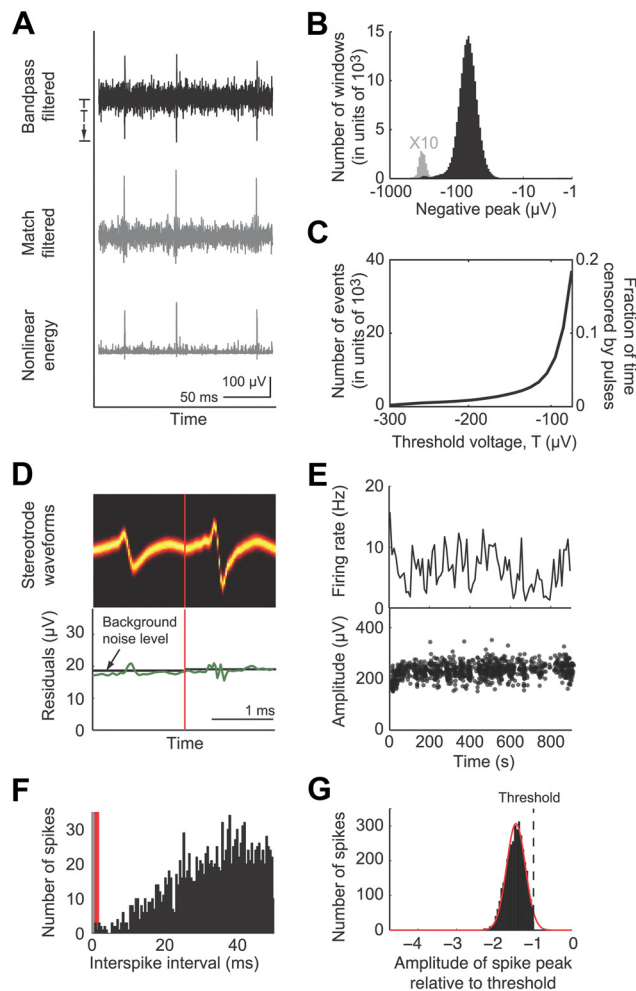 A
Bandpass
filtered
T
Match
filtered
Nonlinear
energy
100 µV
50 ms
Time
B
Number of windows
(in units of 10³)
15
10
5
0
X10
-1000
-100
-10
-1
Negative peak (µV)
C
Number of events
(in units of 10³)
40
20
0
0.2
0.1
0
Fraction of time
censored by pulses
-300
-200
-100
Threshold voltage, T (µV)
D
Stereotrode
waveforms
Residuals (µV)
30
20
10
0
Background
noise level
1 ms
Time
E
Firing rate (Hz)
20
10
0
Amplitude (µV)
400
200
0
0
200
400
600
800
Time (s)
F
Number of spikes
30
20
10
0
0
20
40
Interspike interval (ms)
G
Number of spikes
300
200
100
0
Threshold
−4
−3
−2
−1
0
Amplitude of spike peak
relative to threshold